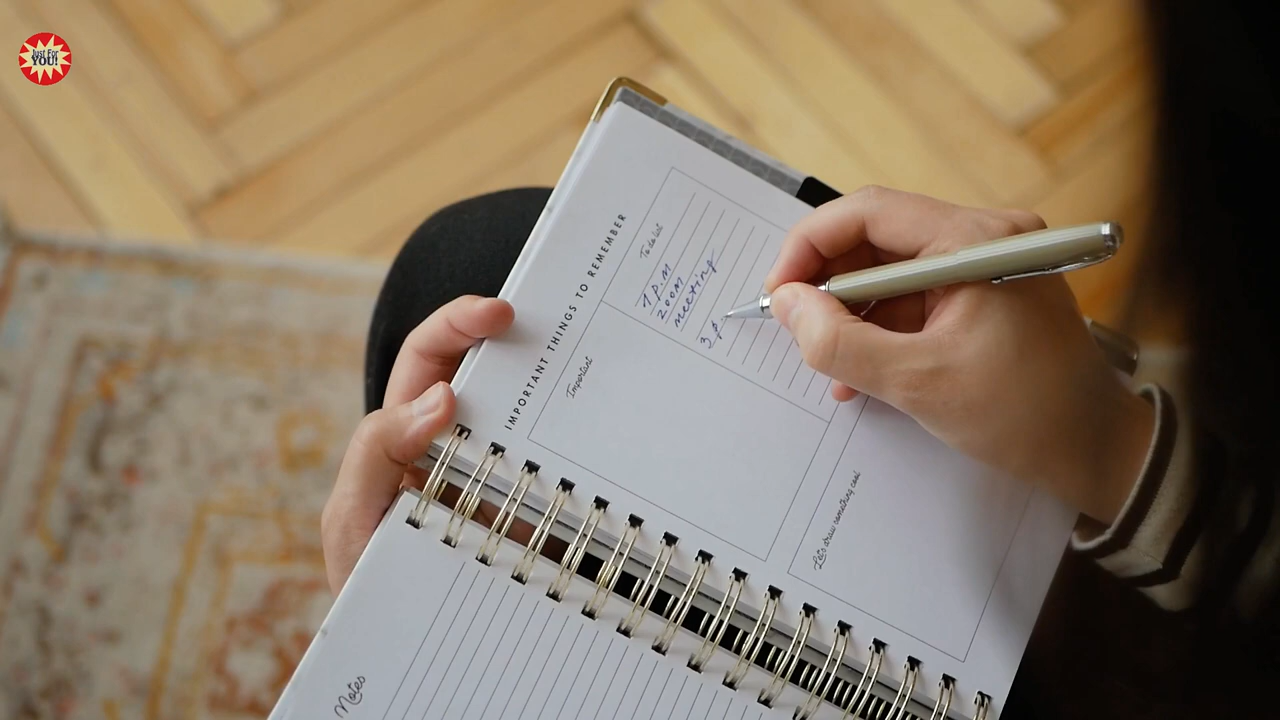 Just For
YOU!
IMPORTANT THINGS TO REMEMBER
To do list
1 P.M
ZOOM
meeting
3 p
Important
Let's draw something cool
Notes